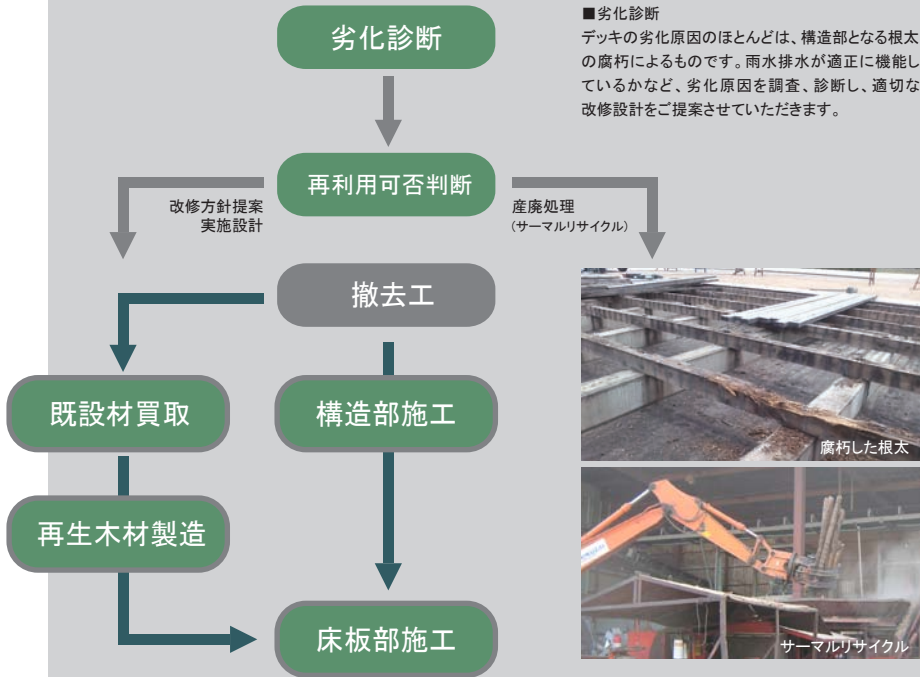 劣化診断
■劣化診断
デッキの劣化原因のほとんどは、構造部となる根太
の腐朽によるものです。雨水排水が適正に機能し
ているかなど、劣化原因を調査、診断し、適切な
改修設計をご提案させていただきます。
再利用可否判断
改修方針提案
実施設計
産廃処理
(サーマルリサイクル)
撤去工
既設材買取
構造部施工
腐朽した根太
再生木材製造
床板部施工
サーマルリサイクル